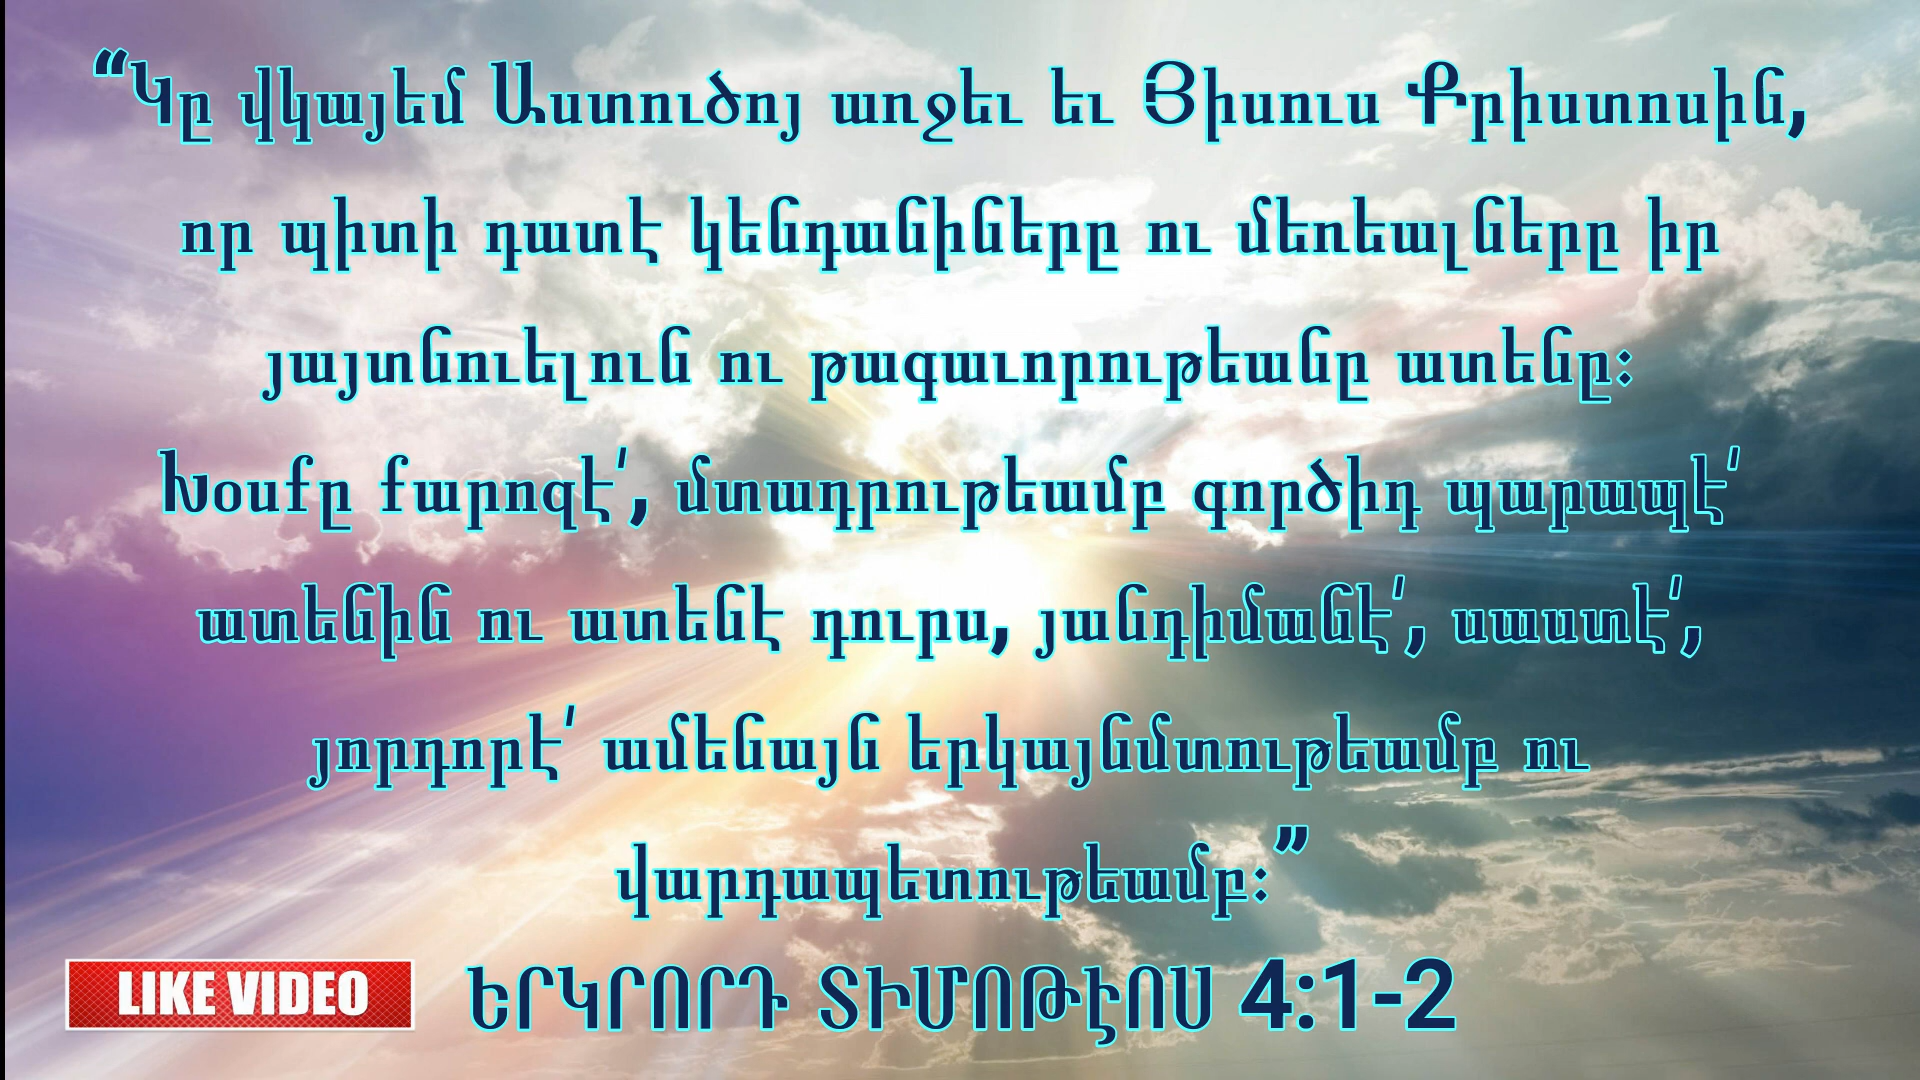 “Կը վկայեմ Աստուծոյ առջեւ եւ Յիսուս Քրիստոսին,
որ պիտի դատէ կենդանիները ու մեռեալները իր
յայտնուելուն ու թագաւորութեանը ատենը։
Խօսքը քարոզէ՛, մտադրութեամբ գործիդ պարապէ՛
ատենին ու ատենէ դուրս, յանդիմանէ՛, սաստէ՛,
յորդորէ՛ ամենայն երկայնմտութեամբ ու
վարդապետութեամբ։”
ԵՐԿՐՈՐԴ ՏԻՄՈԹԷՈՍ 4:1-2
LIKE VIDEO